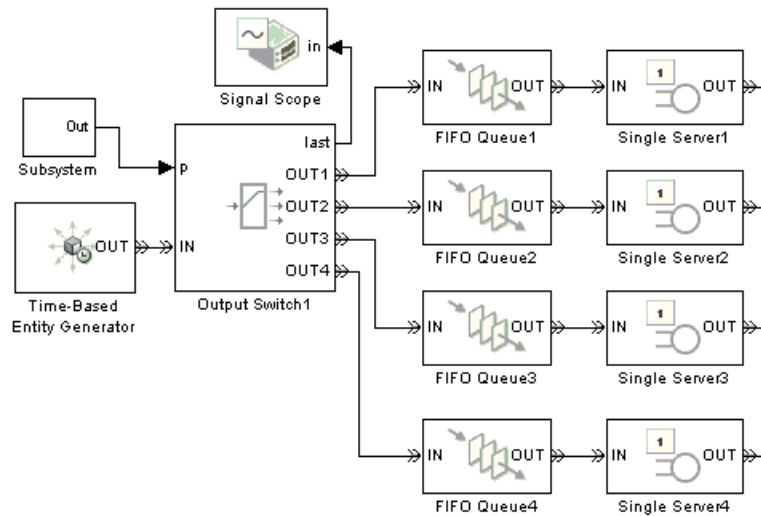 in
Signal Scope
Out
Subsystem
p
last
OUT1
OUT2
OUT3
OUT4
IN
Output Switch1
OUT
Time-Based
Entity Generator
IN
OUT
FIFO Queue1
IN
1
OUT
Single Server1
IN
OUT
FIFO Queue2
IN
1
OUT
Single Server2
IN
OUT
FIFO Queue3
IN
1
OUT
Single Server3
IN
OUT
FIFO Queue4
IN
1
OUT
Single Server4